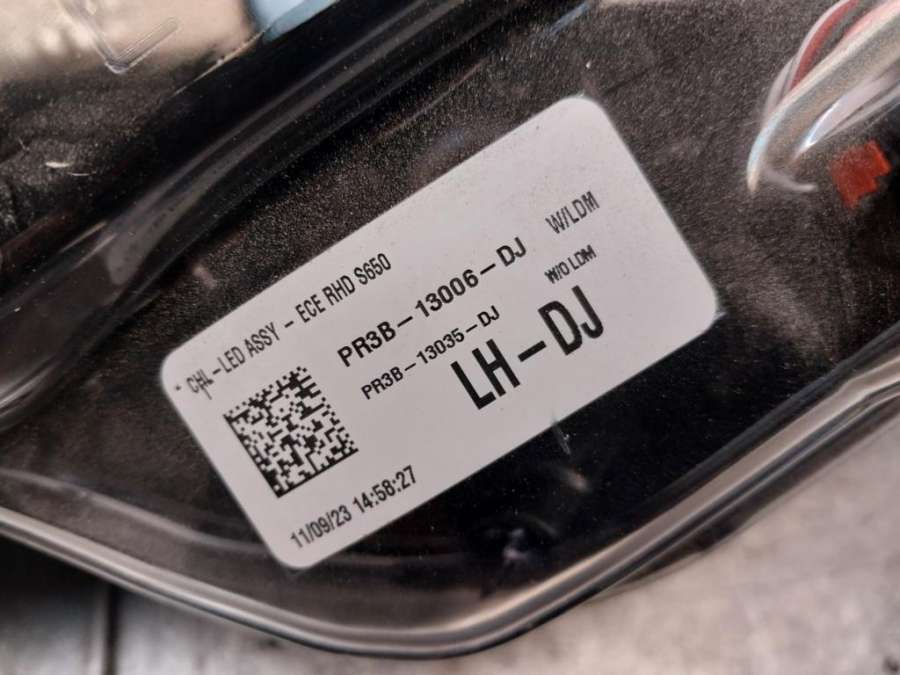 CHL-LED ASSY - ECE RHD S650
PR3B-13006-DJ W/LDM
PR3B-13035-DJ W/O LDM
LH-DJ
11/09/23 14:58:27